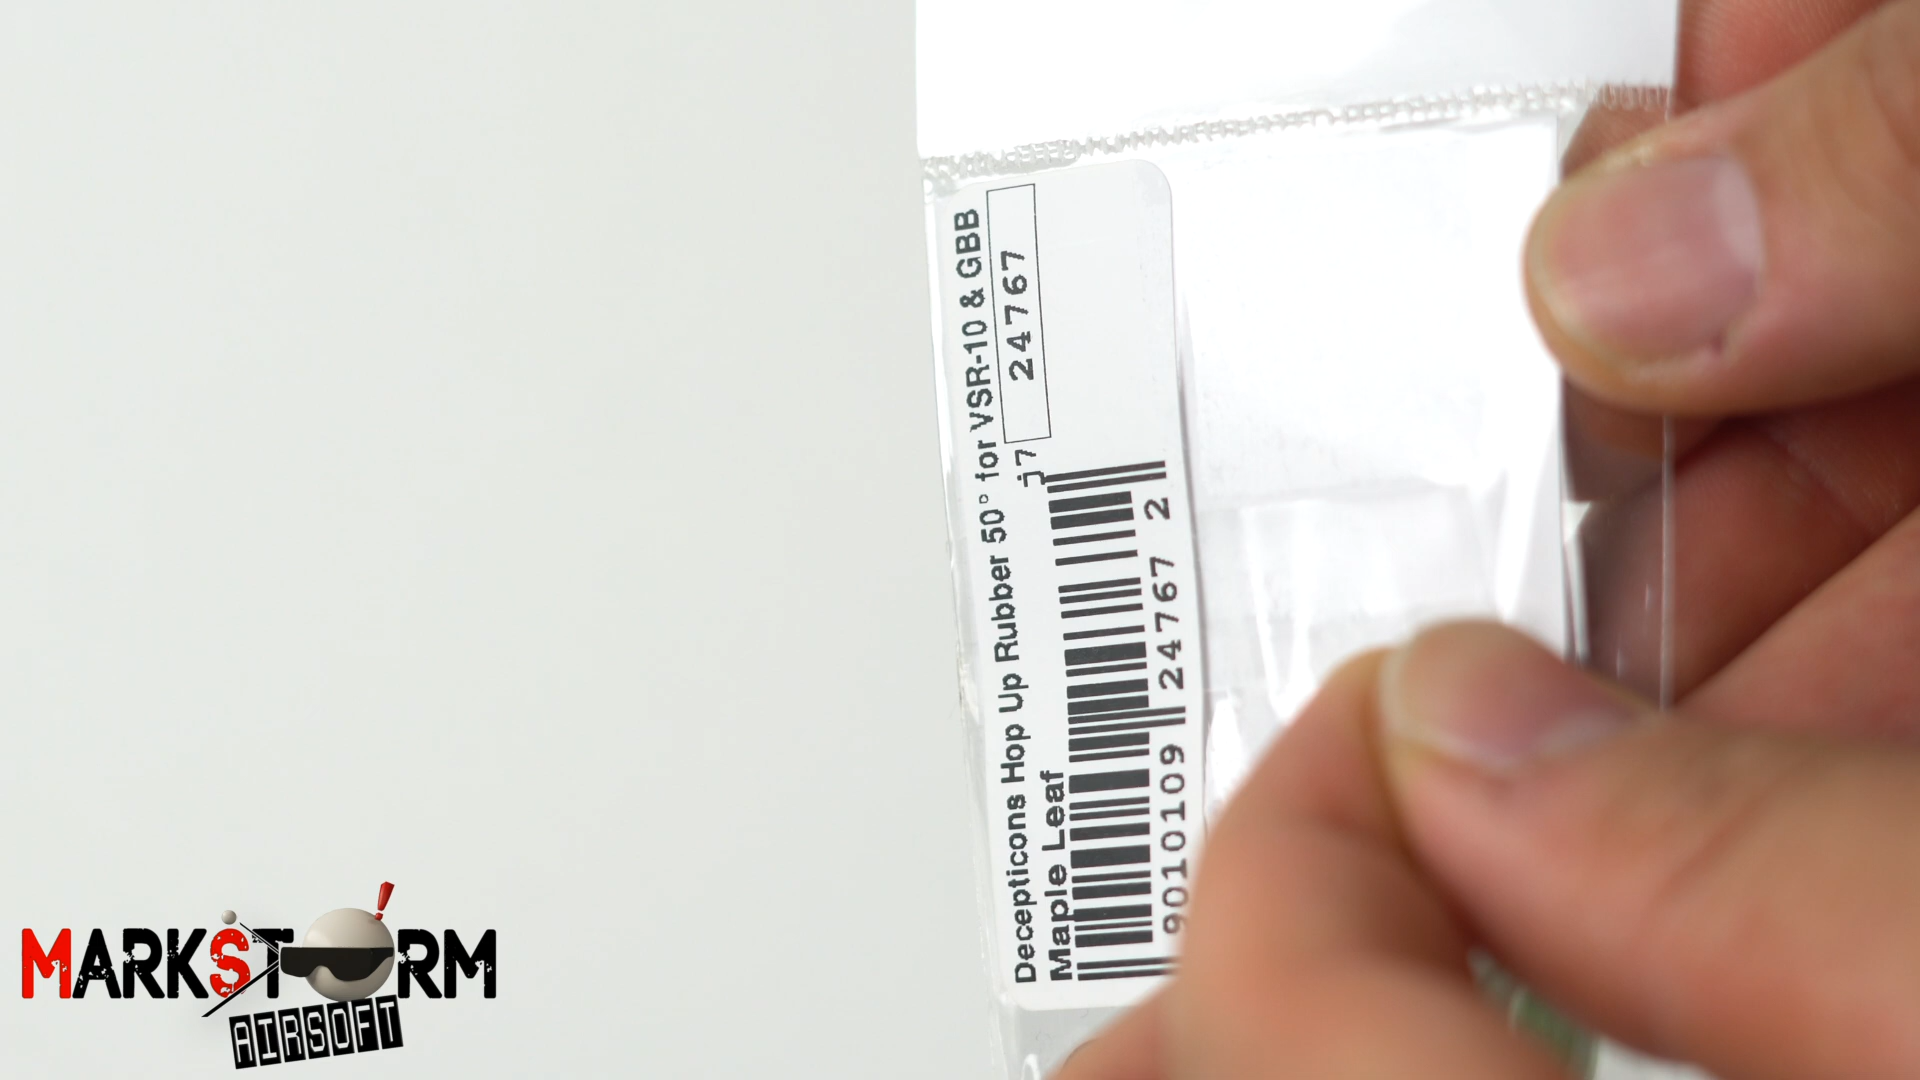 Decepticons Hop Up Rubber 50° for VSR-10 & GBB
Maple Leaf
j7 24767
9010109 24767 2
MARKSTORM
AIRSOFT